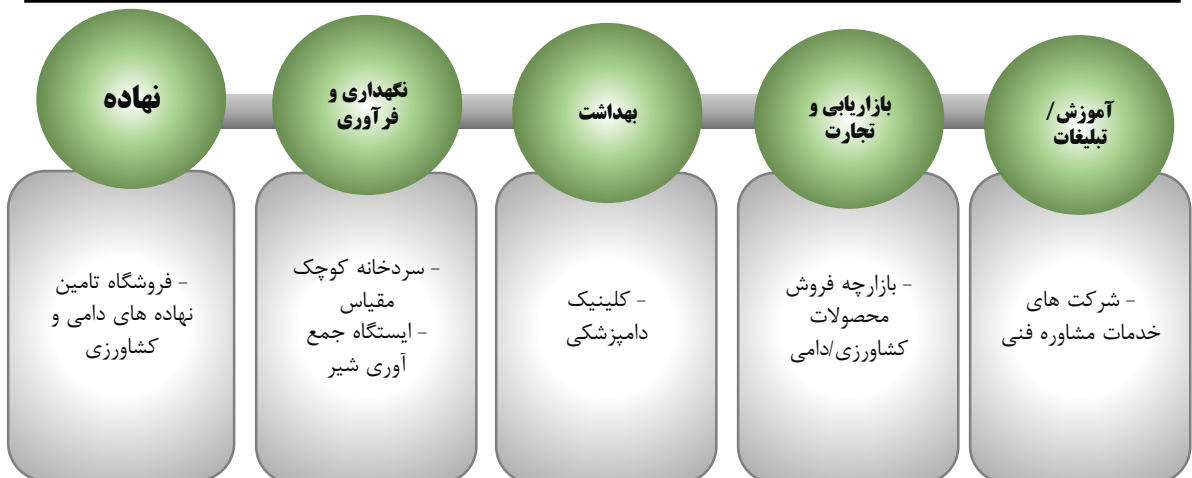 آموزش/
تبلیغات
- شرکت های
خدمات مشاوره فنی
بازاریابی و
تجارت
- بازارچه فروش
محصولات
کشاورزی/دامی
بهداشت
- کلینیک
دامپزشکی
نگهداری و
فرآوری
- سردخانه کوچک
مقیاس
- ایستگاه جمع
آوری شیر
نهاده
- فروشگاه تامین
نهاده های دامی و
کشاورزی